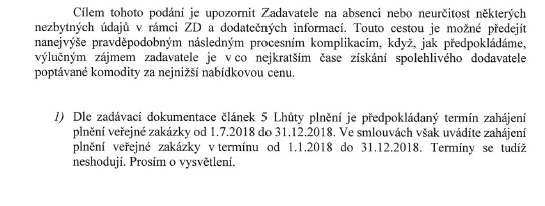 Cílem tohoto podání je upozornit Zadavatele na absenci nebo neurčitost některých
nezbytných údajů v rámci ZD a dodatečných informací. Touto cestou je možné předejít
nanejvýše pravděpodobným následným procesním komplikacím, když, jak předpokládáme,
výlučným zájmem zadavatele je v co nejkratším čase získání spolehlivého dodavatele
poptávané komodity za nejnižší nabídkovou cenu.
1) Dle zadávací dokumentace článek 5 Lhůty plnění je předpokládaný termín zahájení
plnění veřejné zakázky od 1.7.2018 do 31.12.2018. Ve smlouvách však uvádíte zahájení
plnění veřejné zakázky v termínu od 1.1.2018 do 31.12.2018. Termíny se tudíž
neshodují. Prosím o vysvětlení.